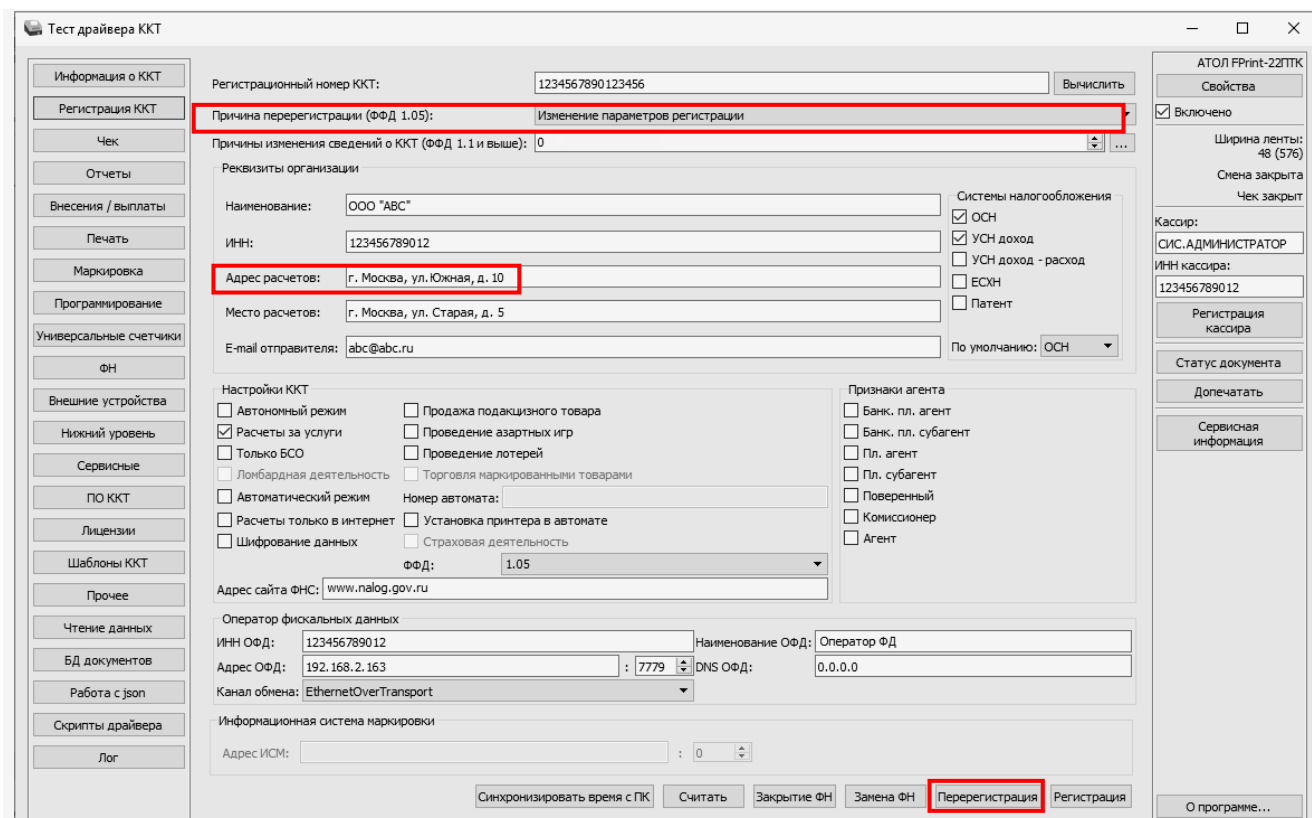 Тест драйвера ККТ
Информация о ККТ
Регистрация ККТ
Чек
Отчеты
Внесения / выплаты
Печать
Маркировка
Программирование
Универсальные счетчики
ФН
Внешние устройства
Нижний уровень
Сервисные
ПО ККТ
Лицензии
Шаблоны ККТ
Прочее
Чтение данных
БД документов
Работа с json
Скрипты драйвера
Лог
Регистрационный номер ККТ: 1234567890123456 Вычислить
Причина перерегистрации (ФФД 1.05): Изменение параметров регистрации
Причины изменения сведений о ККТ (ФФД 1.1 и выше): 0 ...
Реквизиты организации
Наименование: ООО "АВС"
ИНН: 123456789012
Адрес расчетов: г. Москва, ул.Южная, д. 10
Место расчетов: г. Москва, ул. Старая, д. 5
E-mail отправителя: abc@abc.ru
Системы налогообложения
ОСН
УСН доход
УСН доход - расход
ЕСХН
Патент
По умолчанию: ОСН
Настройки ККТ
Автономный режим Продажа подакцизного товара
Расчеты за услуги Проведение азартных игр
Только БСО Проведение лотерей
Ломбардная деятельность Торговля маркированными товарами
Автоматический режим Номер автомата:
Расчеты только в интернет Установка принтера в автомате
Шифрование данных Страховая деятельность
ФФД: 1.05
Адрес сайта ФНС: www.nalog.gov.ru
Признаки агента
Банк. пл. агент
Банк. пл. субагент
Пл. агент
Пл. субагент
Поверенный
Комиссионер
Агент
Оператор фискальных данных
ИНН ОФД: 123456789012 Наименование ОФД: Оператор ФД
Адрес ОФД: 192.168.2.163 : 7779 DNS ОФД: 0.0.0.0
Канал обмена: EthernetOverTransport
Информационная система маркировки
Адрес ИСМ: : 0
Синхронизировать время с ПК Считать Закрытие ФН Замена ФН Перерегистрация Регистрация
АТОЛ FPrint-22ПТК
Свойства
Включено
Ширина ленты:
48 (576)
Смена закрыта
Чек закрыт
Кассир:
СИС.АДМИНИСТРАТОР
ИНН кассира:
123456789012
Регистрация
кассира
Статус документа
Допечатать
Сервисная
информация
О программе...